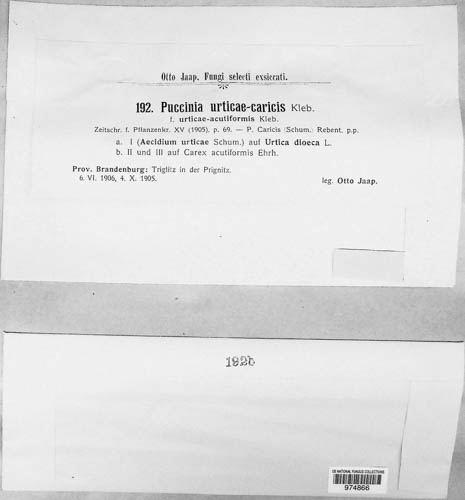 Otto Jaap. Fungi selecti exsiccati.
192. Puccinia urticae-caricis Kleb.
f. urticae-acutiformis Kleb.
Zeitschr. f. Pflanzenkr. XV (1905), p. 69. — P. Caricis (Schum.) Rebent. p.p.
a. I (Aecidium urticae Schum.) auf Urtica dioeca L.
b. II und III auf Carex acutiformis Ehrh.
Prov. Brandenburg: Triglitz in der Prignitz.
6. VI. 1906, 4. X. 1905.
leg. Otto Jaap.
192b
US NATIONAL FUNGUS COLLECTIONS
974866